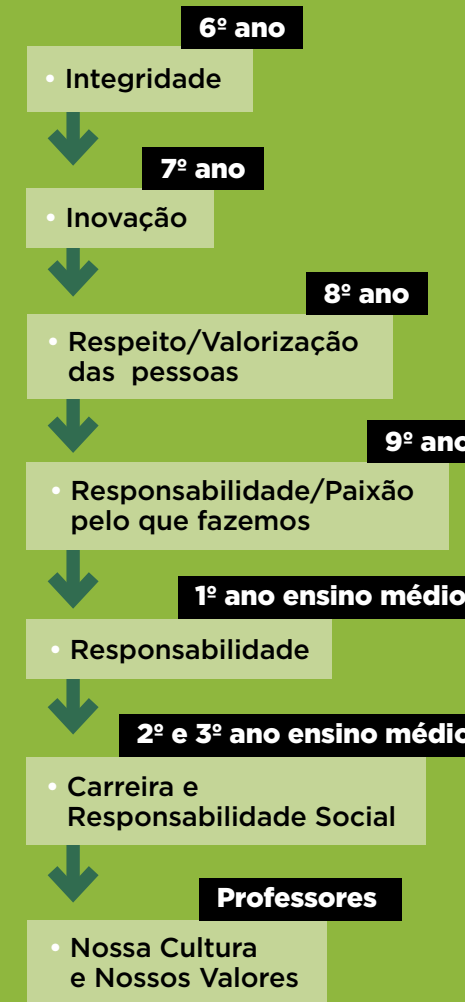 6º ano
• Integridade
7º ano
• Inovação
8º ano
• Respeito/Valorização
das pessoas
9º ano
• Responsabilidade/Paixão
pelo que fazemos
1º ano ensino médio
• Responsabilidade
2º e 3º ano ensino médio
• Carreira e
Responsabilidade Social
Professores
• Nossa Cultura
e Nossos Valores